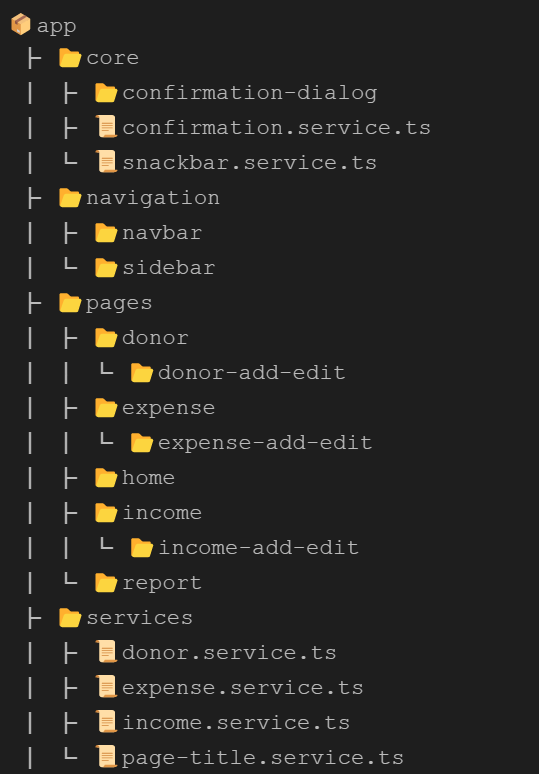 app
├ core
│ ├ confirmation-dialog
│ ├ confirmation.service.ts
│ └ snackbar.service.ts
├ navigation
│ ├ navbar
│ └ sidebar
├ pages
│ ├ donor
│ │ └ donor-add-edit
│ ├ expense
│ │ └ expense-add-edit
│ ├ home
│ ├ income
│ │ └ income-add-edit
│ └ report
├ services
│ ├ donor.service.ts
│ ├ expense.service.ts
│ ├ income.service.ts
│ └ page-title.service.ts